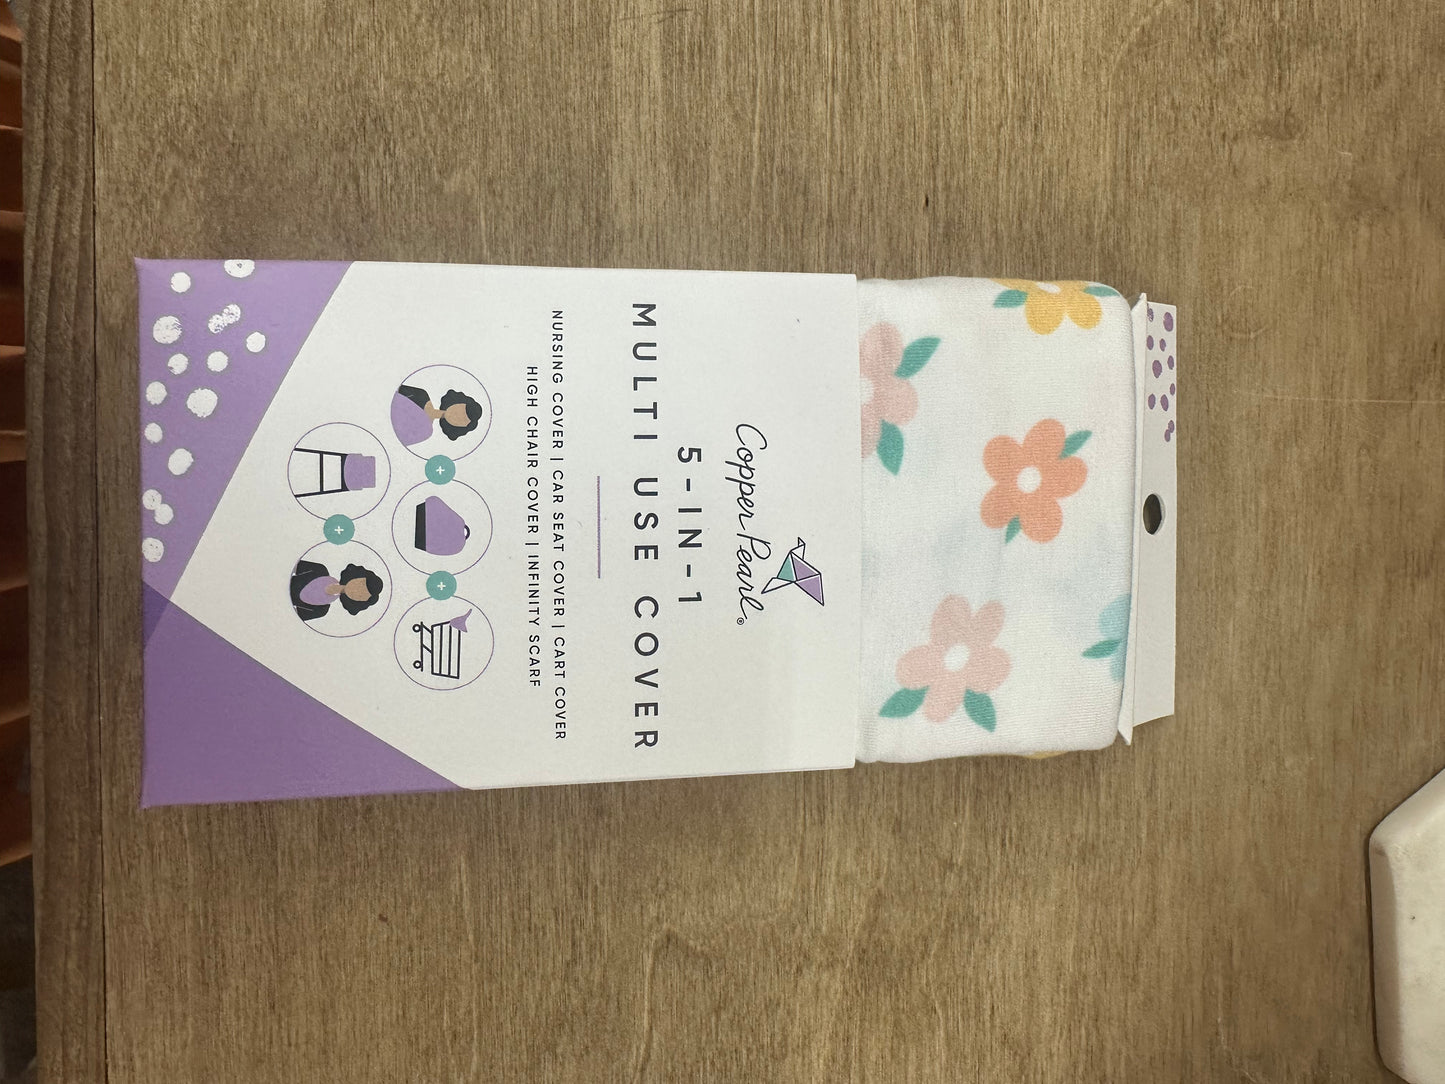 Copper Pearl®
5-IN-1
MULTI USE COVER
NURSING COVER | CAR SEAT COVER | CART COVER
HIGH CHAIR COVER | INFINITY SCARF
+
+
+